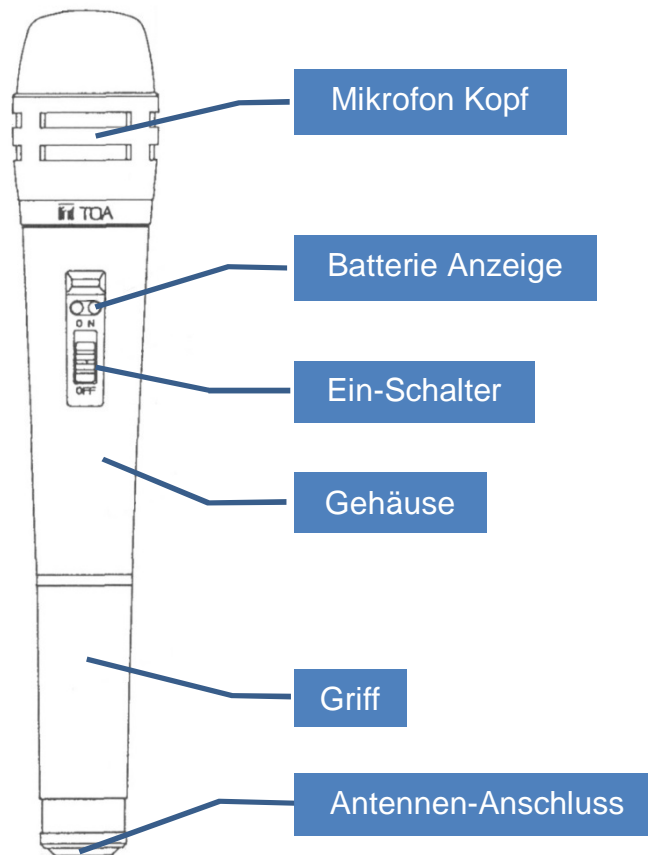 Mikrofon Kopf
TOA
Batterie Anzeige
ON
Ein-Schalter
OFF
Gehäuse
Griff
Antennen-Anschluss